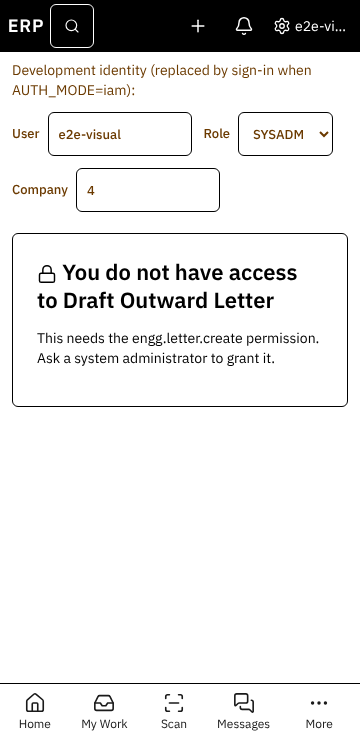 ERP
e2e-vi...
Development identity (replaced by sign-in when
AUTH_MODE=iam):
User e2e-visual Role SYSADM
Company 4
You do not have access
to Draft Outward Letter
This needs the engg.letter.create permission.
Ask a system administrator to grant it.
Home My Work Scan Messages More